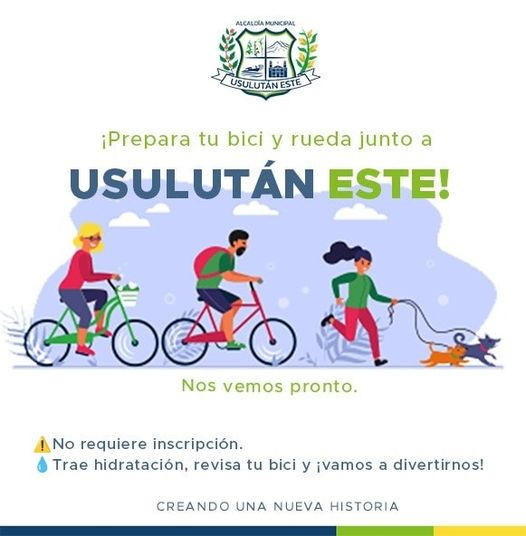 ALCALDÍA MUNICIPAL
USULUTÁN ESTE
¡Prepara tu bici y rueda junto a
USULUTÁN ESTE!
Nos vemos pronto.
⚠️No requiere inscripción.
💧Trae hidratación, revisa tu bici y ¡vamos a divertirnos!
CREANDO UNA NUEVA HISTORIA